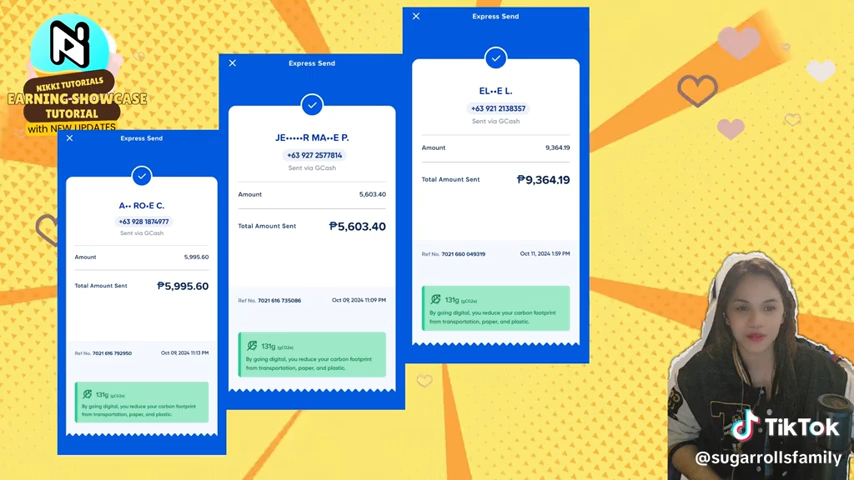 N
NIKKI TUTORIALS
EARNING SHOWCASE
TUTORIAL
with NEW UPDATES
Express Send
A•• RO•E C.
+63 928 1874977
Sent via GCash
Amount 5,995.60
Total Amount Sent ₱5,995.60
Ref No. 7021 616 792950 Oct 09, 2024 11:13 PM
131g (gCO2e)
By going digital, you reduce your carbon footprint
from transportation, paper, and plastic.
Express Send
JE•••••R MA••E P.
+63 927 2577814
Sent via GCash
Amount 5,603.40
Total Amount Sent ₱5,603.40
Ref No. 7021 616 735086 Oct 09, 2024 11:09 PM
131g (gCO2e)
By going digital, you reduce your carbon footprint
from transportation, paper, and plastic.
Express Send
EL••E L.
+63 921 2138357
Sent via GCash
Amount 9,364.19
Total Amount Sent ₱9,364.19
Ref No. 7021 660 049319 Oct 11, 2024 1:59 PM
131g (gCO2e)
By going digital, you reduce your carbon footprint
from transportation, paper, and plastic.
TikTok
@sugarrollsfamily